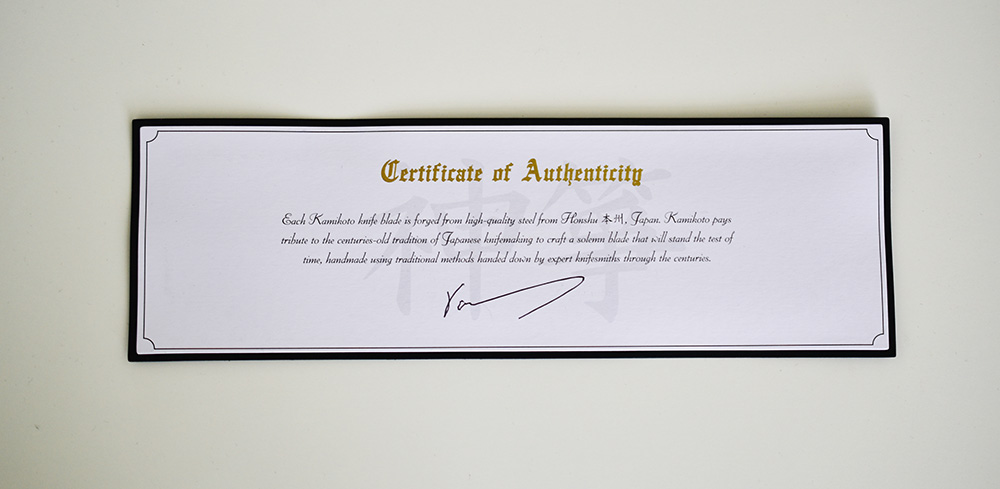 Certificate of Authenticity
Each Kamikoto knife blade is forged from high-quality steel from Honshu 本州, Japan. Kamikoto pays
tribute to the centuries-old tradition of Japanese knifemaking to craft a solemn blade that will stand the test of
time, handmade using traditional methods handed down by expert knifesmiths through the centuries.